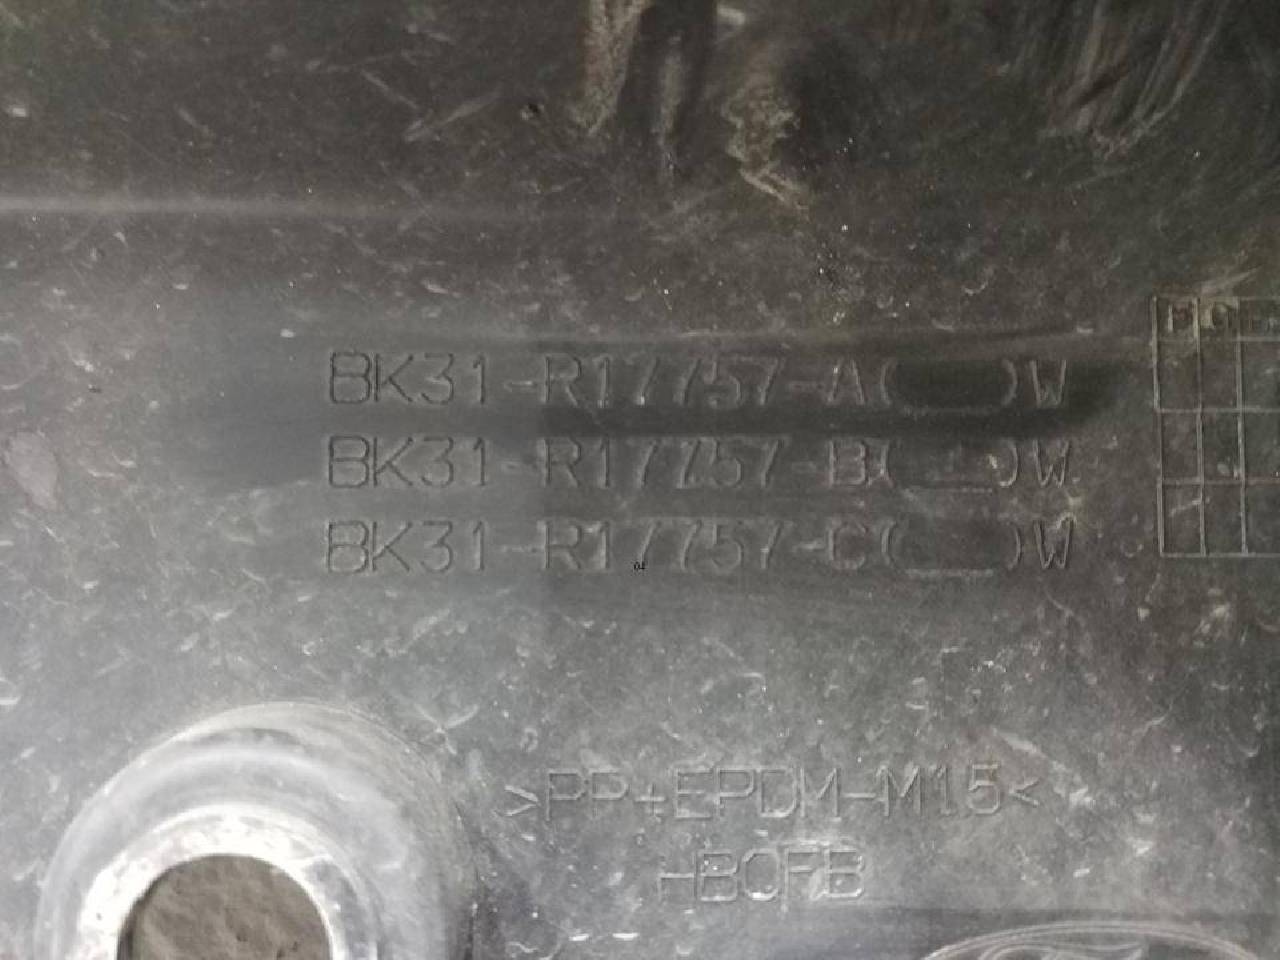 BK31-R17757-A( )W
BK31-R17757-B( )W
BK31-R17757-C( )W
>PP+EPDM-M15<
HBOFB